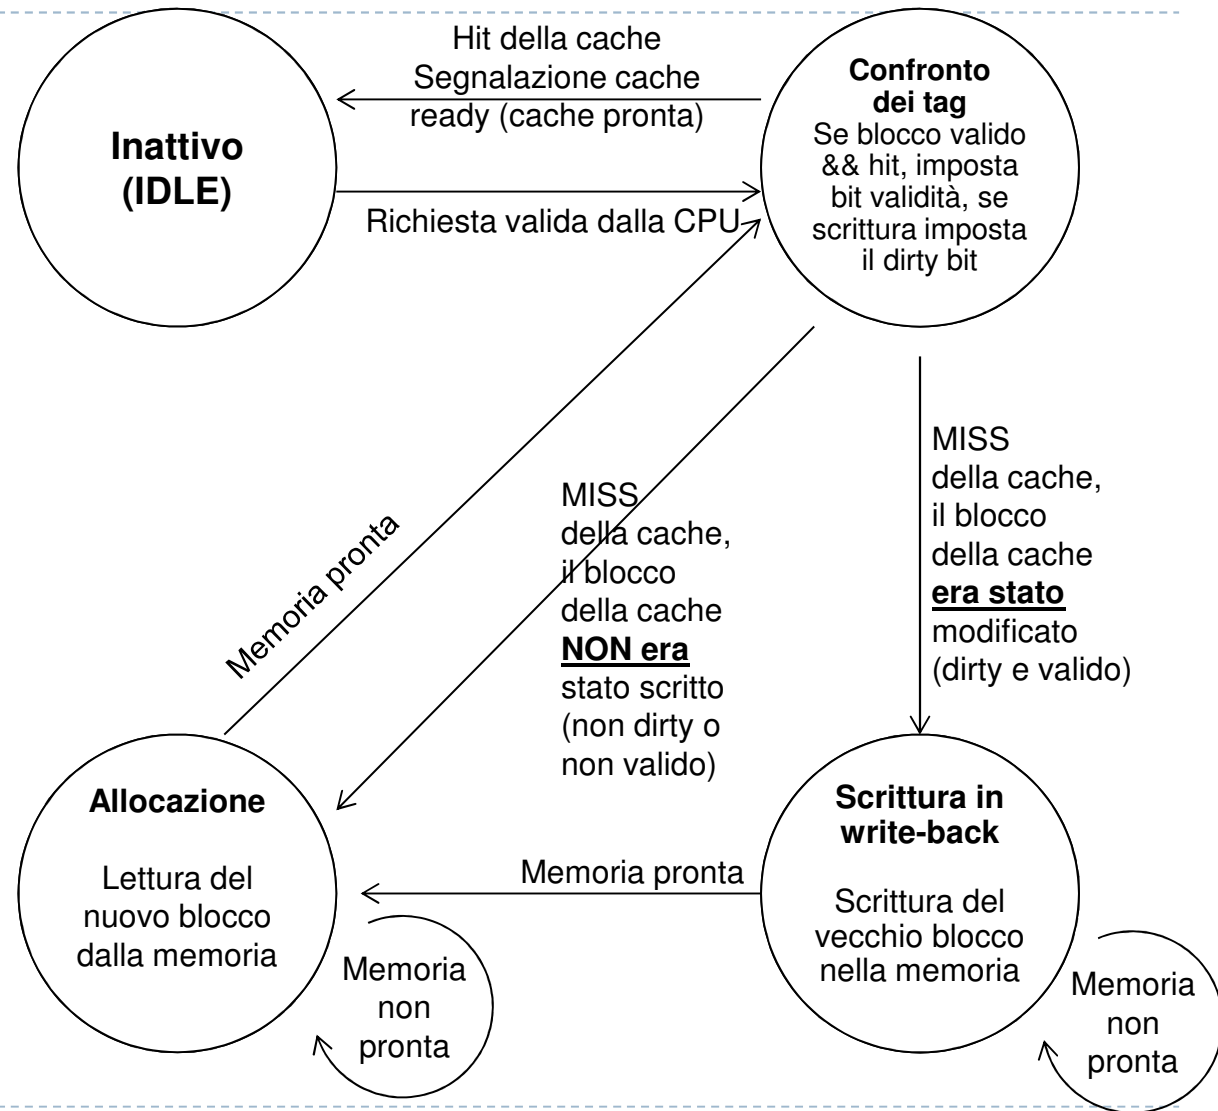 Hit della cache
Segnalazione cache
ready (cache pronta)
Inattivo
(IDLE)
Confronto
dei tag
Se blocco valido
&& hit, imposta
bit validità, se
scrittura imposta
il dirty bit
Richiesta valida dalla CPU
Memoria pronta
MISS
della cache,
il blocco
della cache
NON era
stato scritto
(non dirty o
non valido)
MISS
della cache,
il blocco
della cache
era stato
modificato
(dirty e valido)
Allocazione
Lettura del
nuovo blocco
dalla memoria
Memoria pronta
Scrittura in
write-back
Scrittura del
vecchio blocco
nella memoria
Memoria
non
pronta
Memoria
non
pronta